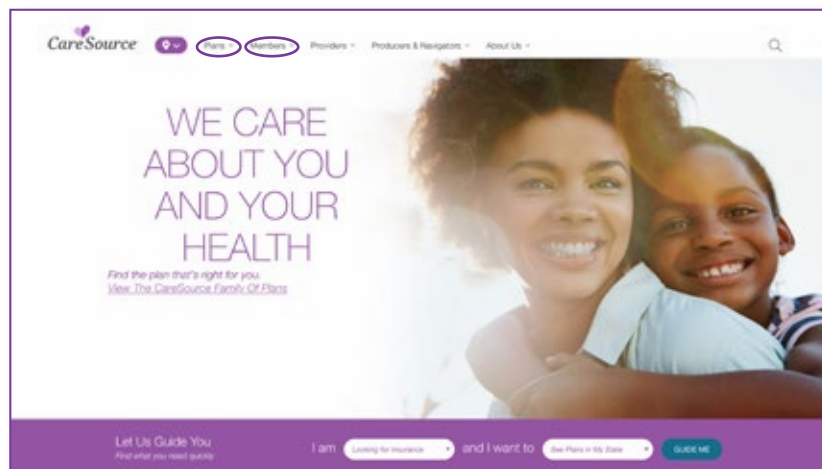 CareSource
Plans Members Providers Producers & Navigators About Us
WE CARE
ABOUT YOU
AND YOUR
HEALTH
Find the plan that's right for you.
View The CareSource Family Of Plans
Let Us Guide You
Find what you need quickly
I am Looking for Insurance and I want to See Plans in My State GUIDE ME